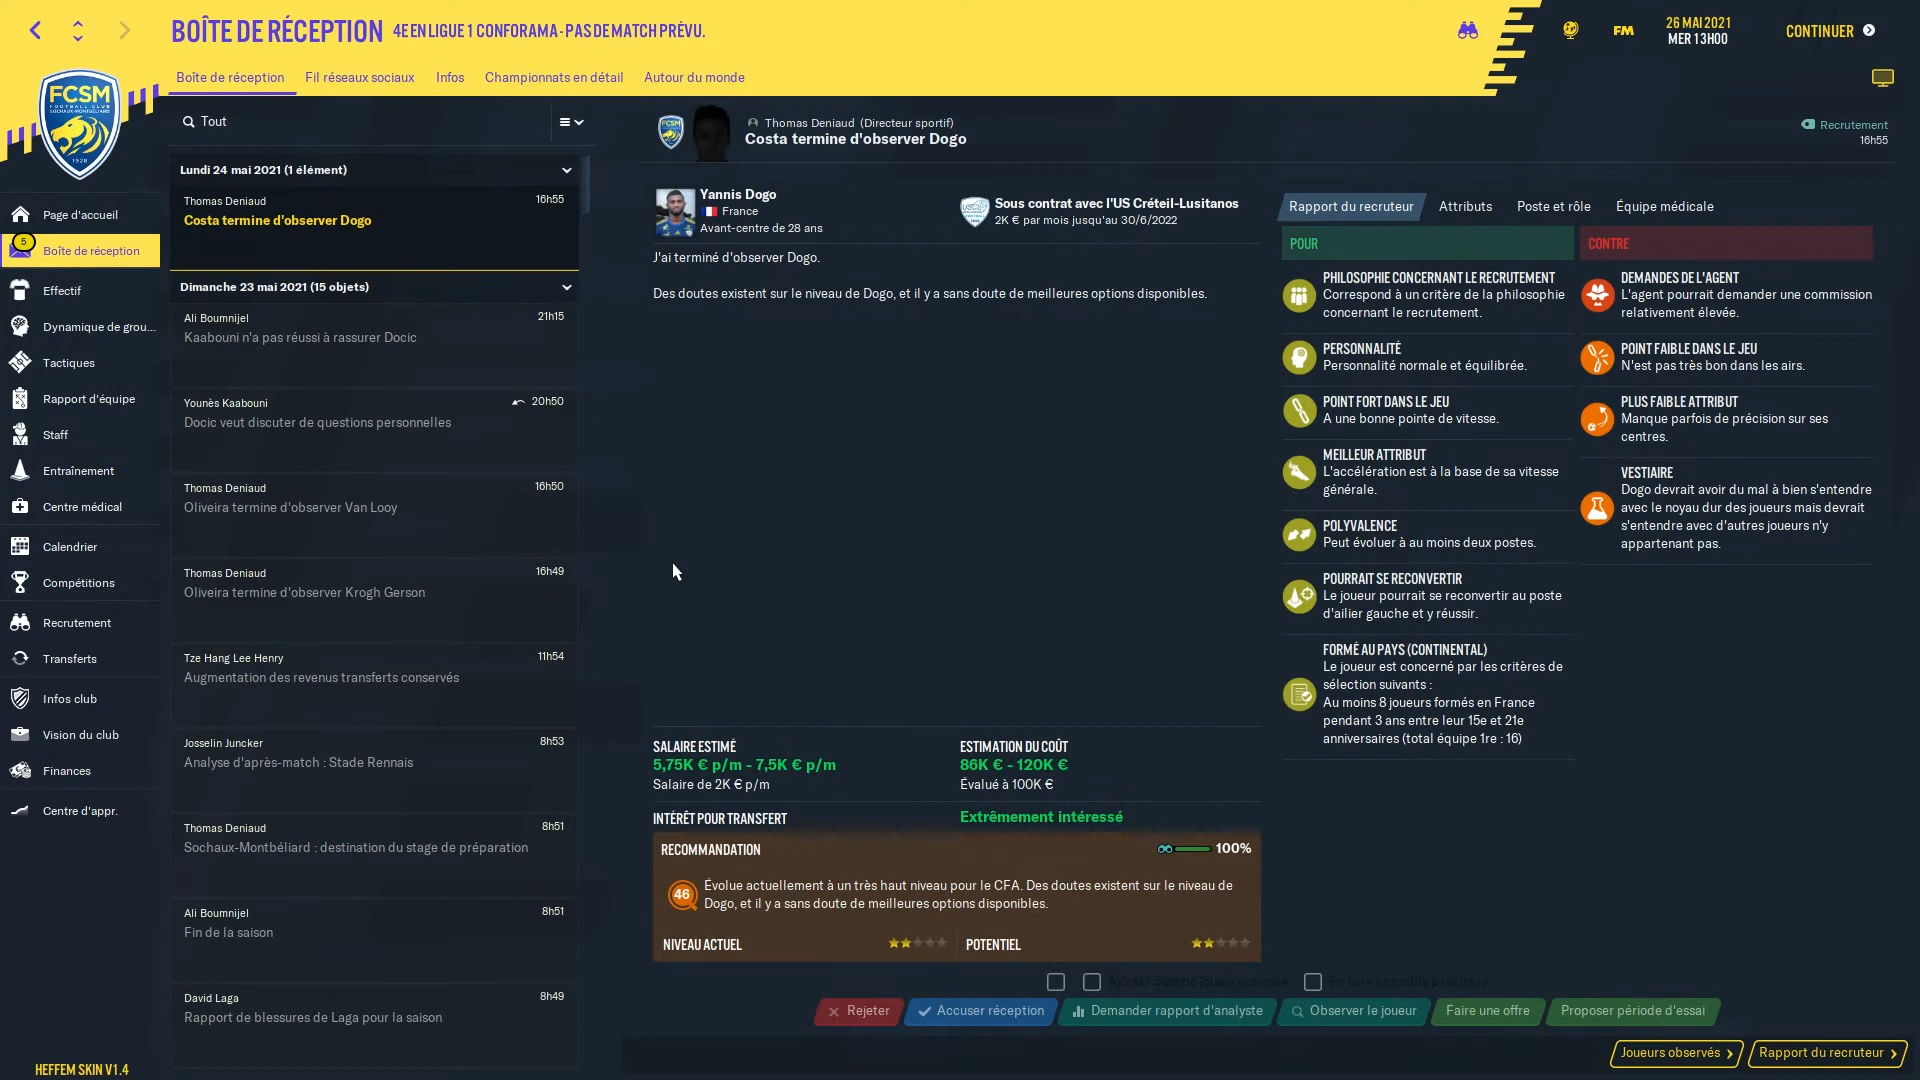 BOÎTE DE RÉCEPTION
4E EN LIGUE 1 CONFORAMA - PAS DE MATCH PRÉVU.
FM
26 MAI 2021
MER 13H00
CONTINUER
Boîte de réception
Fil réseaux sociaux
Infos
Championnats en détail
Autour du monde
FCSM
FOOTBALL CLUB
SOCHAUX-MONTBÉLIARD
1928
Page d'accueil
5
Boîte de réception
Effectif
Dynamique de grou...
Tactiques
Rapport d'équipe
Staff
Entraînement
Centre médical
Calendrier
Compétitions
Recrutement
Transferts
Infos club
Vision du club
Finances
Centre d'appr.
HEFFEM SKIN V1.4
Tout
Lundi 24 mai 2021 (1 élément)
Thomas Deniaud 16h55
Costa termine d'observer Dogo
Dimanche 23 mai 2021 (15 objets)
Ali Boumnijel 21h15
Kaabouni n'a pas réussi à rassurer Docic
Younès Kaabouni 20h50
Docic veut discuter de questions personnelles
Thomas Deniaud 16h50
Oliveira termine d'observer Van Looy
Thomas Deniaud 16h49
Oliveira termine d'observer Krogh Gerson
Tze Hang Lee Henry 11h54
Augmentation des revenus transferts conservés
Josselin Juncker 8h53
Analyse d'après-match : Stade Rennais
Thomas Deniaud 8h51
Sochaux-Montbéliard : destination du stage de préparation
Ali Boumnijel 8h51
Fin de la saison
David Laga 8h49
Rapport de blessures de Laga pour la saison
FCSM
Thomas Deniaud (Directeur sportif)
Costa termine d'observer Dogo
Recrutement
16h55
Yannis Dogo
France
Avant-centre de 28 ans
Sous contrat avec l'US Créteil-Lusitanos
2K € par mois jusqu'au 30/6/2022
J'ai terminé d'observer Dogo.
Des doutes existent sur le niveau de Dogo, et il y a sans doute de meilleures options disponibles.
SALAIRE ESTIMÉ
5,75K € p/m - 7,5K € p/m
Salaire de 2K € p/m
ESTIMATION DU COÛT
86K € - 120K €
Évalué à 100K €
INTÉRÊT POUR TRANSFERT
Extrêmement intéressé
RECOMMANDATION
100%
46
Évolue actuellement à un très haut niveau pour le CFA. Des doutes existent sur le niveau de
Dogo, et il y a sans doute de meilleures options disponibles.
NIVEAU ACTUEL
POTENTIEL
Rapport du recruteur
Attributs
Poste et rôle
Équipe médicale
POUR
PHILOSOPHIE CONCERNANT LE RECRUTEMENT
Correspond à un critère de la philosophie
concernant le recrutement.
PERSONNALITÉ
Personnalité normale et équilibrée.
POINT FORT DANS LE JEU
A une bonne pointe de vitesse.
MEILLEUR ATTRIBUT
L'accélération est à la base de sa vitesse
générale.
POLYVALENCE
Peut évoluer à au moins deux postes.
POURRAIT SE RECONVERTIR
Le joueur pourrait se reconvertir au poste
d'ailier gauche et y réussir.
FORMÉ AU PAYS (CONTINENTAL)
Le joueur est concerné par les critères de
sélection suivants :
Au moins 8 joueurs formés en France
pendant 3 ans entre leur 15e et 21e
anniversaires (total équipe 1re : 16)
CONTRE
DEMANDES DE L'AGENT
L'agent pourrait demander une commission
relativement élevée.
POINT FAIBLE DANS LE JEU
N'est pas très bon dans les airs.
PLUS FAIBLE ATTRIBUT
Manque parfois de précision sur ses
centres.
VESTIAIRE
Dogo devrait avoir du mal à bien s'entendre
avec le noyau dur des joueurs mais devrait
s'entendre avec d'autres joueurs n'y
appartenant pas.
Ajouter comme joueur convoité
En faire une cible prioritaire
Rejeter
Accuser réception
Demander rapport d'analyste
Observer le joueur
Faire une offre
Proposer période d'essai
Joueurs observés
Rapport du recruteur